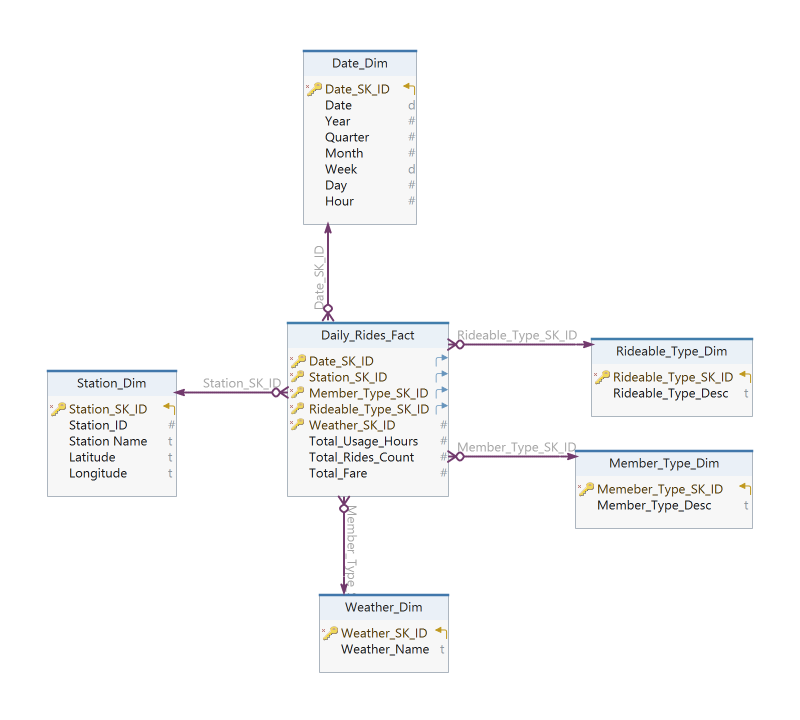 Date_Dim
Date_SK_ID
Date d
Year #
Quarter #
Month #
Week d
Day #
Hour #
Date_SK_ID
Daily_Rides_Fact
Date_SK_ID
Station_SK_ID
Member_Type_SK_ID
Rideable_Type_SK_ID
Weather_SK_ID #
Total_Usage_Hours #
Total_Rides_Count #
Total_Fare #
Rideable_Type_SK_ID
Rideable_Type_Dim
Rideable_Type_SK_ID
Rideable_Type_Desc t
Station_SK_ID
Station_Dim
Station_SK_ID
Station_ID #
Station Name t
Latitude t
Longitude t
Member_Type_SK_ID
Member_Type_Dim
Memeber_Type_SK_ID
Member_Type_Desc t
Member_Type
Weather_Dim
Weather_SK_ID
Weather_Name t